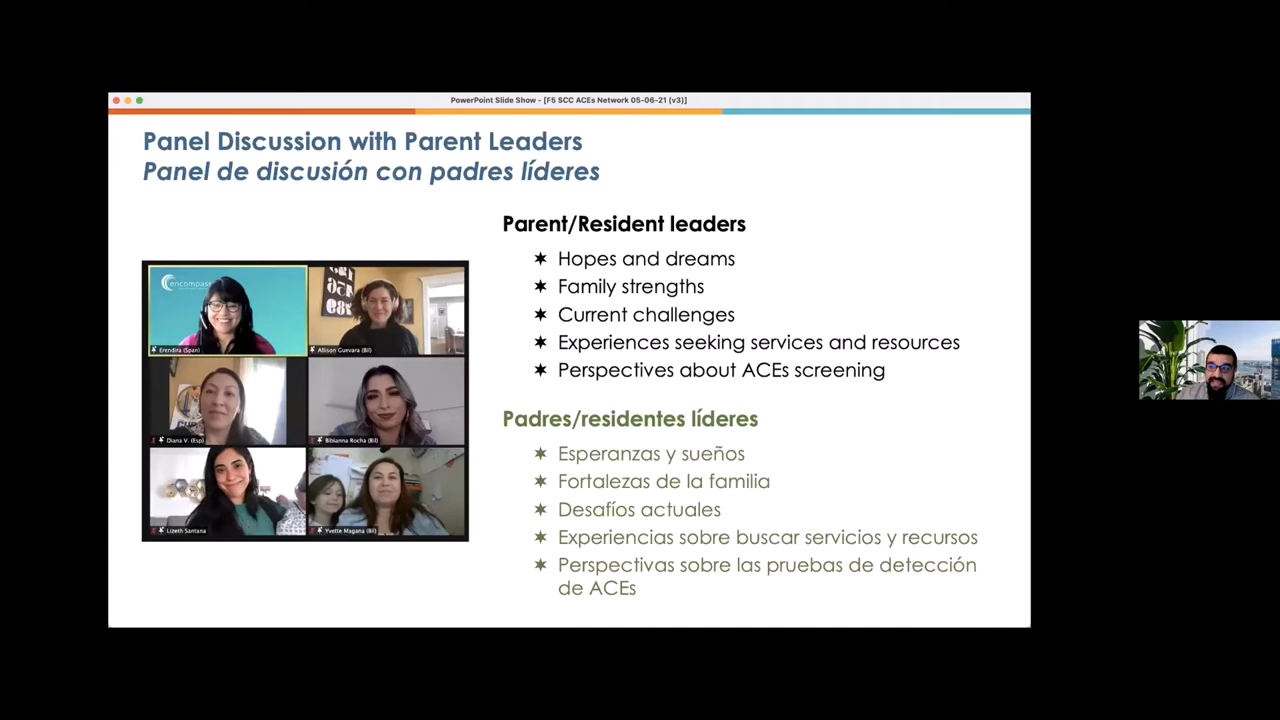 PowerPoint Slide Show - [F5 SCC ACEs Network 05-06-21 (v3)]
Panel Discussion with Parent Leaders
Panel de discusión con padres líderes
Parent/Resident leaders
✶ Hopes and dreams
✶ Family strengths
✶ Current challenges
✶ Experiences seeking services and resources
✶ Perspectives about ACEs screening
Padres/residentes líderes
✶ Esperanzas y sueños
✶ Fortalezas de la familia
✶ Desafíos actuales
✶ Experiencias sobre buscar servicios y recursos
✶ Perspectivas sobre las pruebas de detección
de ACEs
encompass
Erendira (Span)
Allison Guevara (Bil)
Diana V. (Esp)
Bibianna Rocha (Bil)
Lizeth Santana
Yvette Magana (Bil)